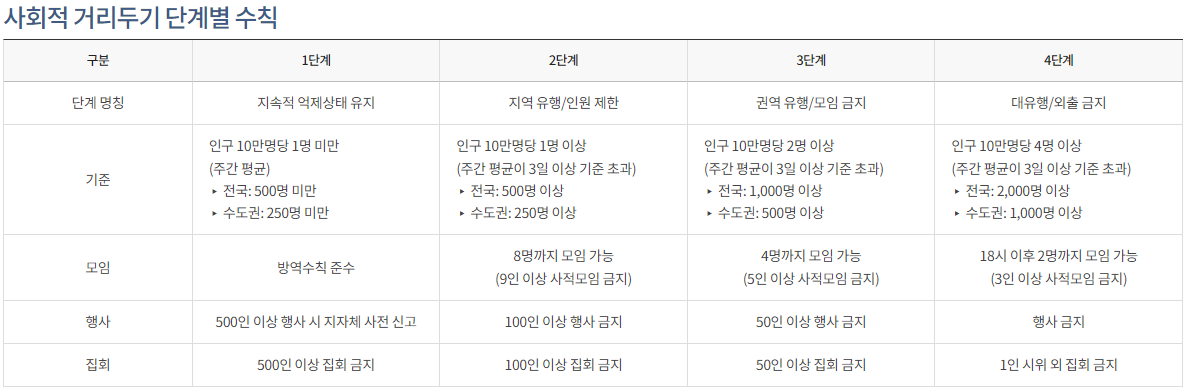 사회적 거리두기 단계별 수칙
구분 1단계 2단계 3단계 4단계
단계 명칭 지속적 억제상태 유지 지역 유행/인원 제한 권역 유행/모임 금지 대유행/외출 금지
기준
인구 10만명당 1명 미만
(주간 평균)
▸ 전국: 500명 미만
▸ 수도권: 250명 미만
인구 10만명당 1명 이상
(주간 평균이 3일 이상 기준 초과)
▸ 전국: 500명 이상
▸ 수도권: 250명 이상
인구 10만명당 2명 이상
(주간 평균이 3일 이상 기준 초과)
▸ 전국: 1,000명 이상
▸ 수도권: 500명 이상
인구 10만명당 4명 이상
(주간 평균이 3일 이상 기준 초과)
▸ 전국: 2,000명 이상
▸ 수도권: 1,000명 이상
모임
방역수칙 준수
8명까지 모임 가능
(9인 이상 사적모임 금지)
4명까지 모임 가능
(5인 이상 사적모임 금지)
18시 이후 2명까지 모임 가능
(3인 이상 사적모임 금지)
행사 500인 이상 행사 시 지자체 사전 신고 100인 이상 행사 금지 50인 이상 행사 금지 행사 금지
집회 500인 이상 집회 금지 100인 이상 집회 금지 50인 이상 집회 금지 1인 시위 외 집회 금지